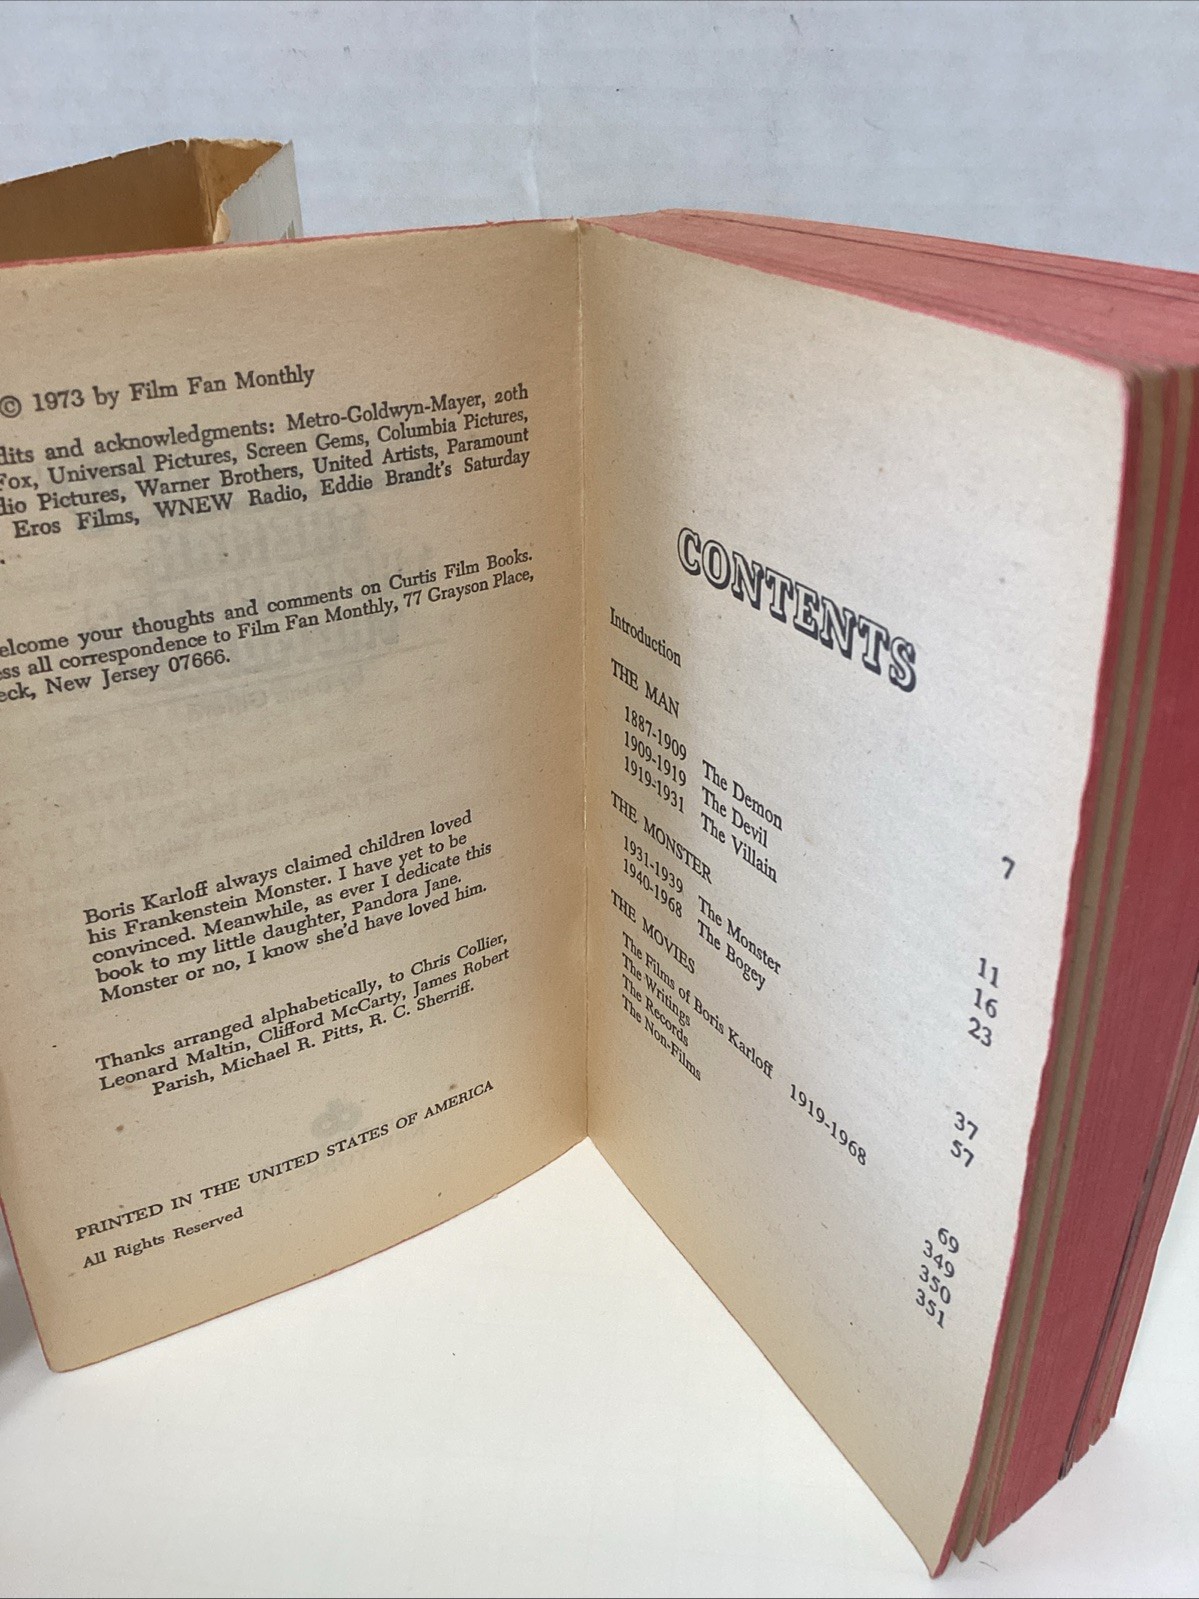 © 1973 by Film Fan Monthly
and acknowledgments: Metro-Goldwyn-Mayer, 20th
Fox, Universal Pictures, Screen Gems, Columbia Pictures,
Pictures, Warner Brothers, United Artists, Paramount
Eros Films, WNEW Radio, Eddie Brandt's Saturday
.
your thoughts and comments on Curtis Film Books.
all correspondence to Film Fan Monthly, 77 Grayson Place,
New Jersey 07666.
Boris Karloff always claimed children loved
his Frankenstein Monster. I have yet to be
convinced. Meanwhile, as ever I dedicate this
book to my little daughter, Pandora Jane.
Monster or no, I know she'd have loved him.
Thanks arranged alphabetically, to Chris Collier,
Leonard Maltin, Clifford McCarty, James Robert
Parish, Michael R. Pitts, R. C. Sherriff.
PRINTED IN THE UNITED STATES OF AMERICA
All Rights Reserved
CONTENTS
Introduction 7
THE MAN
1887-1909 The Demon 11
1909-1919 The Devil 16
1919-1931 The Villain 23
THE MONSTER
1931-1939 The Monster 37
1940-1968 The Bogey 57
THE MOVIES
The Films of Boris Karloff 1919-1968 69
The Writings 349
The Records 350
The Non-Films 351